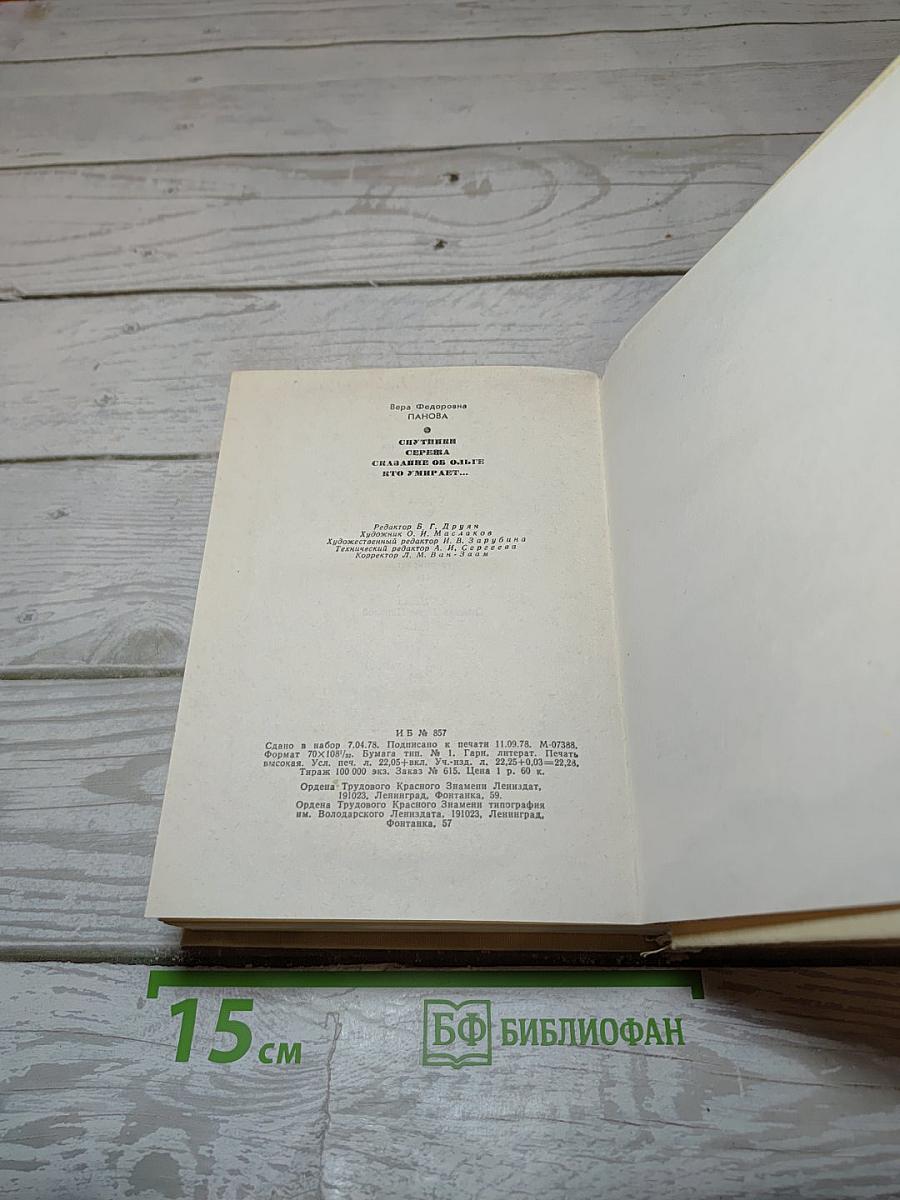 Вера Федоровна
ПАНОВА
СПУТНИКИ
СЕРЕЖА
СКАЗАНИЕ ОБ ОЛЬГЕ
КТО УМИРАЕТ...
Редактор Б. Г. Друян
Художник О. И. Маслаков
Художественный редактор И. В. Зарубина
Технический редактор А. И. Сергеева
Корректор Л. М. Ван-Заам
ИБ № 857
Сдано в набор 7.04.78. Подписано к печати 11.09.78. М-07388.
Формат 70×108¹/₃₂. Бумага тип. № 1. Гарн. литерат. Печать
высокая. Усл. печ. л. 22,05+вкл. Уч.-изд. л. 22,25+0,03=22,28.
Тираж 100 000 экз. Заказ № 615. Цена 1 р. 60 к.
Ордена Трудового Красного Знамени Лениздат,
191023, Ленинград, Фонтанка, 59.
Ордена Трудового Красного Знамени типография
им. Володарского Лениздата, 191023, Ленинград,
Фонтанка, 57
15 см
БФ БИБЛИОФАН